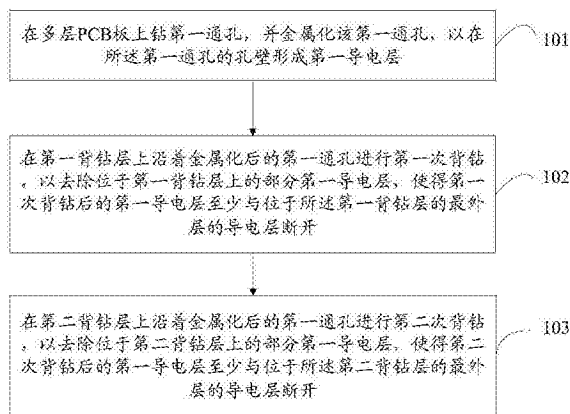 在多层PCB板上钻第一通孔，并金属化该第一通孔，以在
所述第一通孔的孔壁形成第一导电层
101
在第一背钻层上沿着金属化后的第一通孔进行第一次背钻
，以去除位于第一背钻层上的部分第一导电层，使得第一
次背钻后的第一导电层至少与位于所述第一背钻层的最外
层的导电层断开
102
在第二背钻层上沿着金属化后的第一通孔进行第二次背钻
，以去除位于第二背钻层上的部分第一导电层，使得第二
次背钻后的第一导电层至少与位于所述第二背钻层的最外
层的导电层断开
103